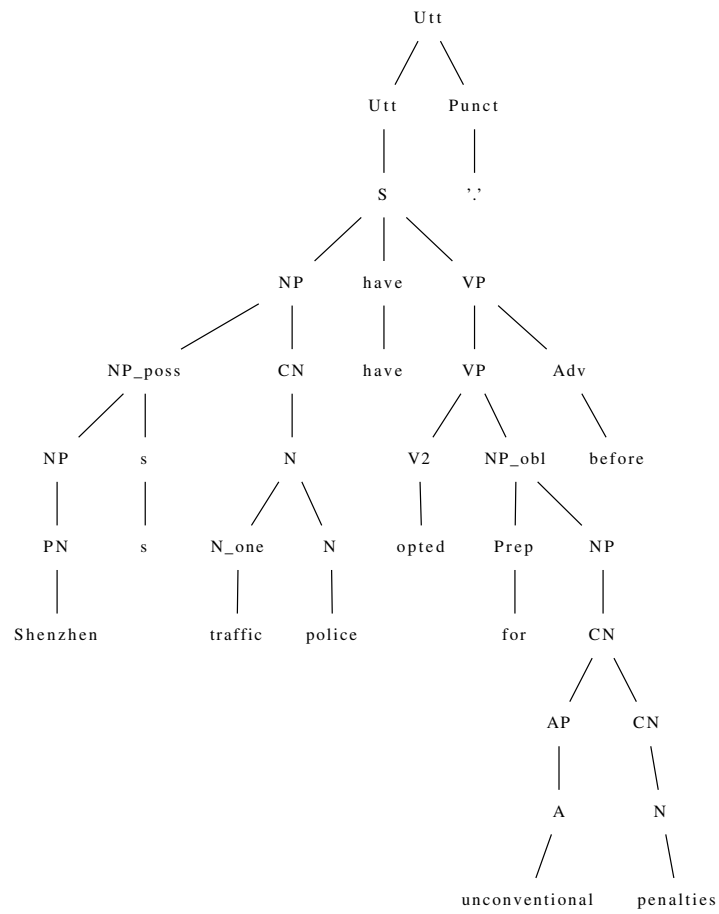 Utt
Utt Punct
S '.'
NP have VP
NP_poss CN have VP Adv
NP s N V2 NP_obl before
PN s N_one N opted Prep NP
Shenzhen traffic police for CN
AP CN
A N
unconventional penalties